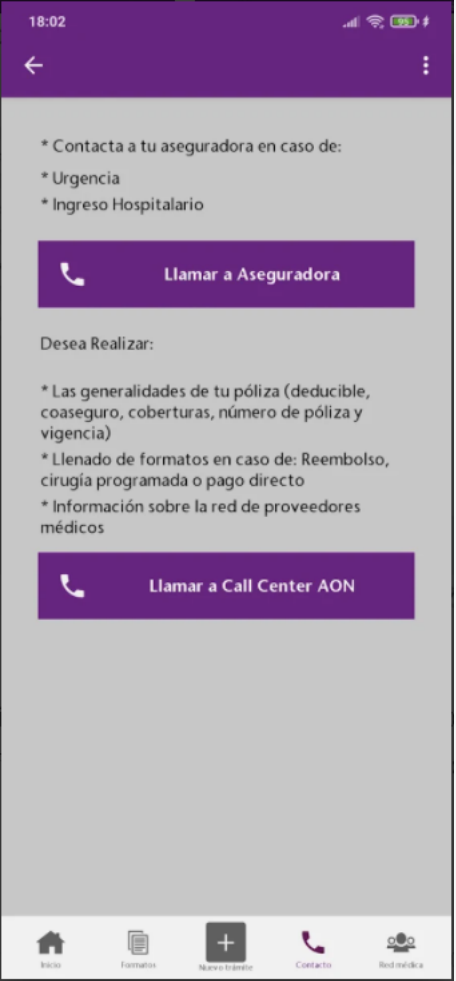 18:02
95
* Contacta a tu aseguradora en caso de:
* Urgencia
* Ingreso Hospitalario
Llamar a Aseguradora
Desea Realizar:
* Las generalidades de tu póliza (deducible,
coaseguro, coberturas, número de póliza y
vigencia)
* Llenado de formatos en caso de: Reembolso,
cirugía programada o pago directo
* Información sobre la red de proveedores
médicos
Llamar a Call Center AON
Inicio
Formatos
Nuevo trámite
Contacto
Red médica